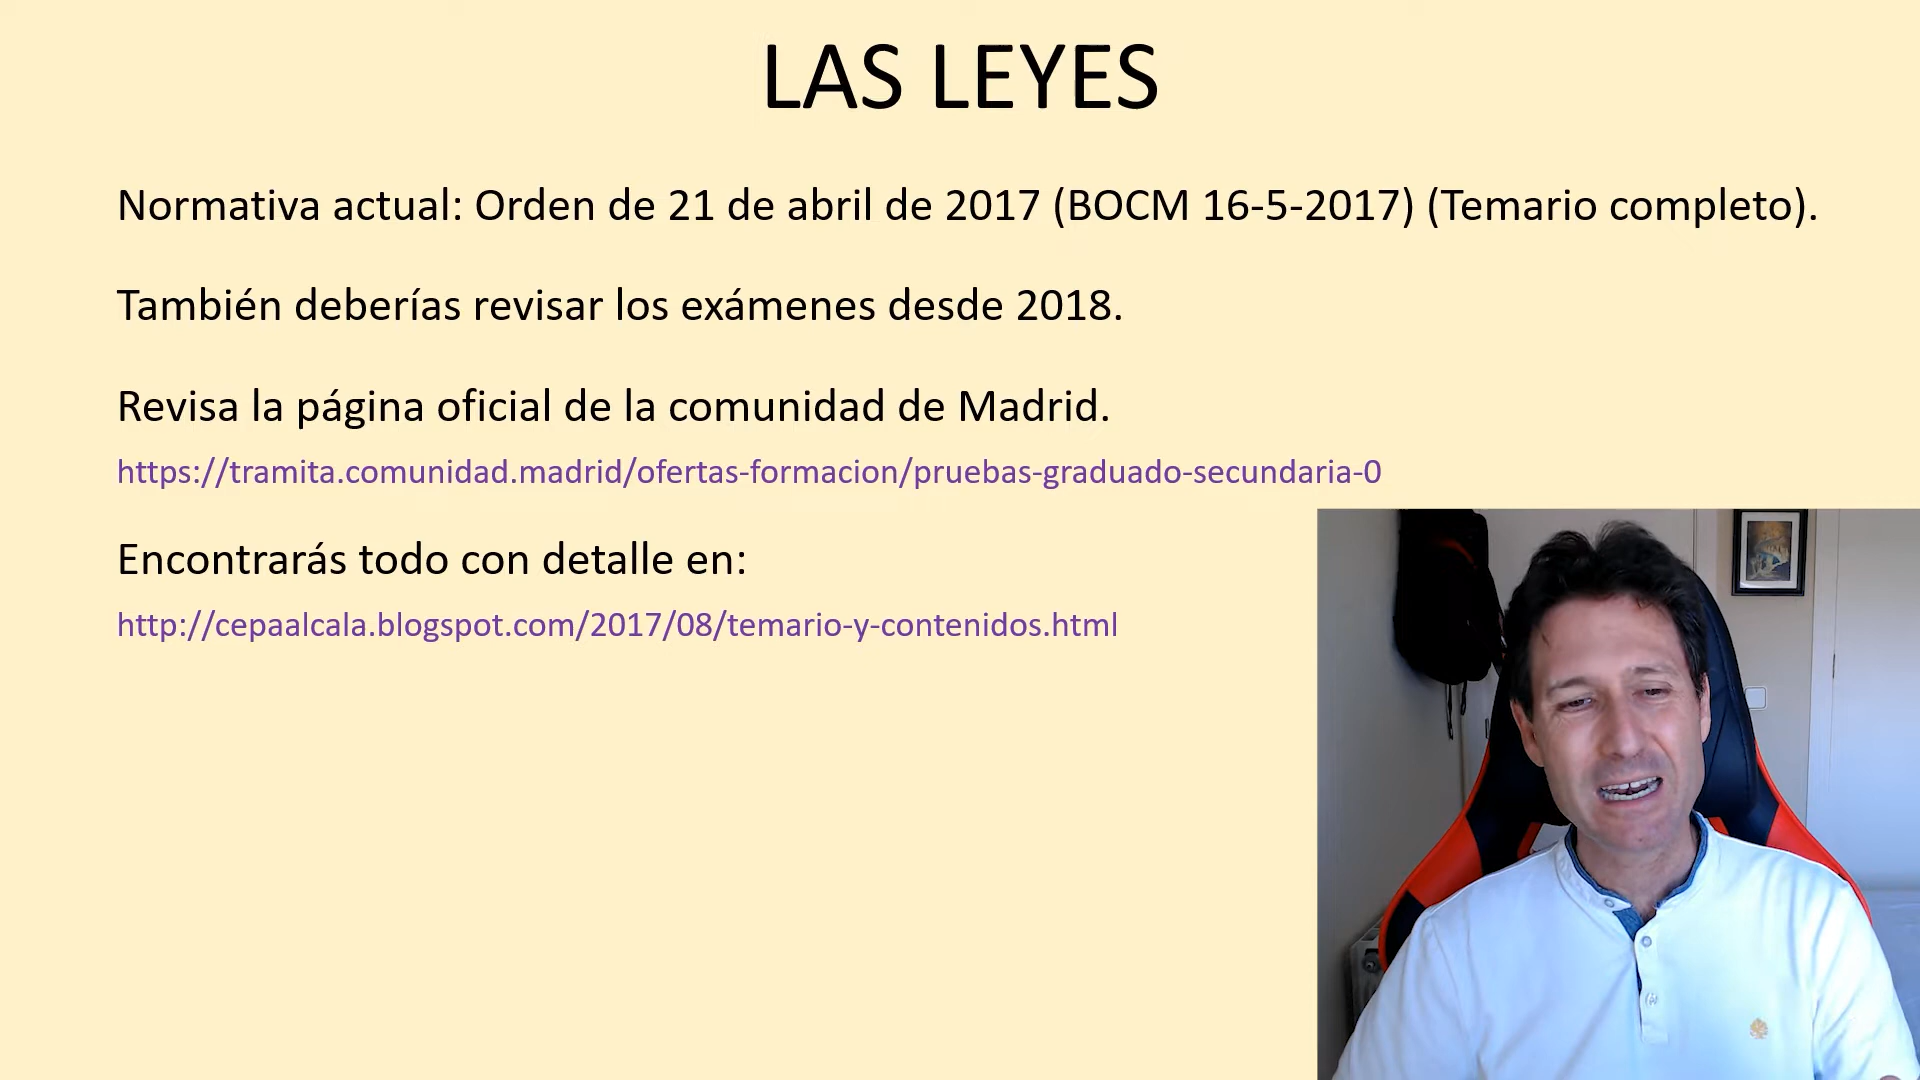 LAS LEYES
Normativa actual: Orden de 21 de abril de 2017 (BOCM 16-5-2017) (Temario completo).
También deberías revisar los exámenes desde 2018.
Revisa la página oficial de la comunidad de Madrid.
https://tramita.comunidad.madrid/ofertas-formacion/pruebas-graduado-secundaria-0
Encontrarás todo con detalle en:
http://cepaalcala.blogspot.com/2017/08/temario-y-contenidos.html